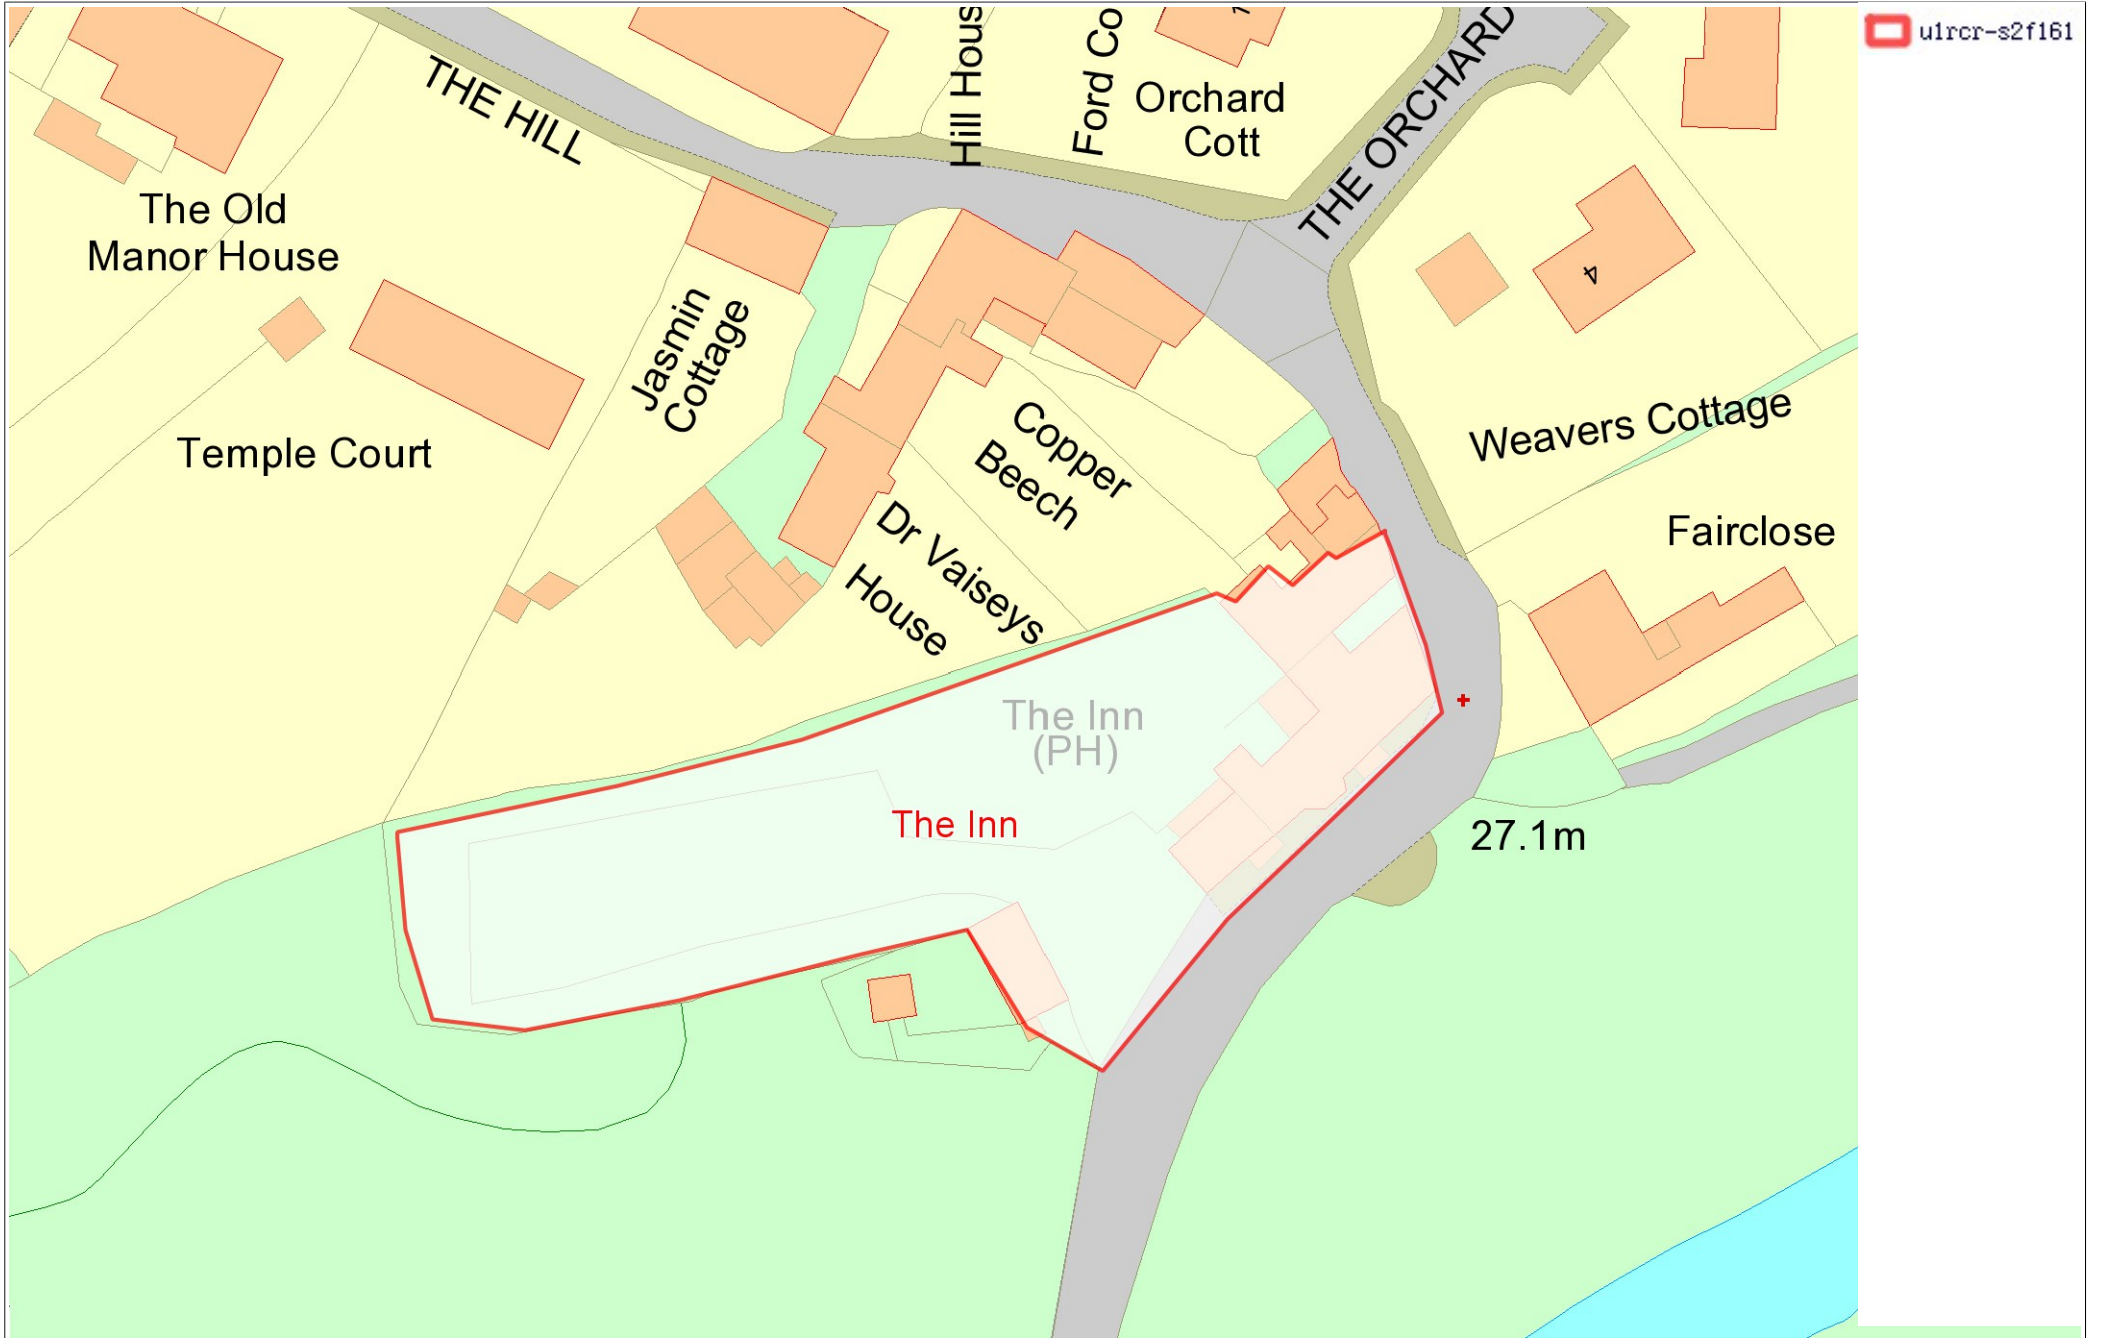 u1rcr-s2f161
THE HILL
Hill Hous
Ford Co
Orchard
Cott
THE ORCHARD
The Old
Manor House
4
Jasmin
Cottage
Temple Court
Copper
Beech
Weavers Cottage
Dr Vaiseys
House
Fairclose
The Inn
(PH)
The Inn
27.1m